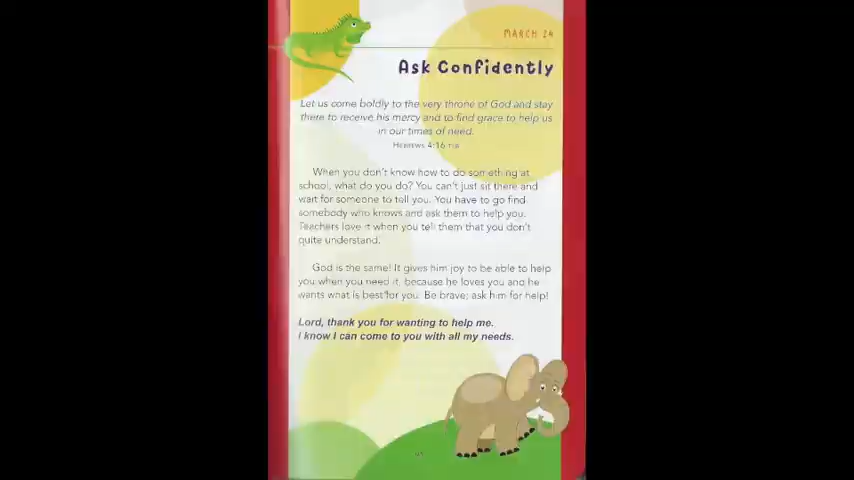 MARCH 24
Ask Confidently
Let us come boldly to the very throne of God and stay
there to receive his mercy and to find grace to help us
in our times of need.
HEBREWS 4:16 TLB
When you don't know how to do something at
school, what do you do? You can't just sit there and
wait for someone to tell you. You have to go find
somebody who knows and ask them to help you.
Teachers love it when you tell them that you don't
quite understand.
God is the same! It gives him joy to be able to help
you when you need it, because he loves you and he
wants what is best for you. Be brave; ask him for help!
Lord, thank you for wanting to help me.
I know I can come to you with all my needs.